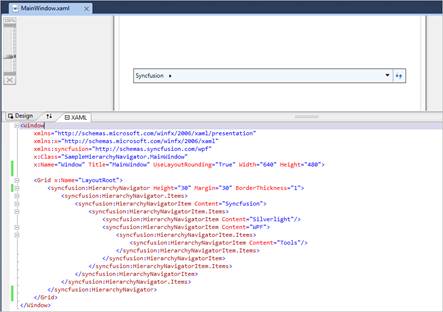 MainWindow.xaml
100%
Syncfusion
Design
XAML
<Window
xmlns="http://schemas.microsoft.com/winfx/2006/xaml/presentation"
xmlns:x="http://schemas.microsoft.com/winfx/2006/xaml"
xmlns:syncfusion="http://schemas.syncfusion.com/wpf"
x:Class="SampleHierarchyNavigator.MainWindow"
x:Name="Window" Title="MainWindow" UseLayoutRounding="True" Width="640" Height="480">
<Grid x:Name="LayoutRoot">
<syncfusion:HierarchyNavigator Height="30" Margin="30" BorderThickness="1">
<syncfusion:HierarchyNavigator.Items>
<syncfusion:HierarchyNavigatorItem Content="Syncfusion">
<syncfusion:HierarchyNavigatorItem.Items>
<syncfusion:HierarchyNavigatorItem Content="Silverlight"/>
<syncfusion:HierarchyNavigatorItem Content="WPF">
<syncfusion:HierarchyNavigatorItem.Items>
<syncfusion:HierarchyNavigatorItem Content="Tools"/>
</syncfusion:HierarchyNavigatorItem.Items>
</syncfusion:HierarchyNavigatorItem>
</syncfusion:HierarchyNavigatorItem.Items>
</syncfusion:HierarchyNavigatorItem>
</syncfusion:HierarchyNavigator.Items>
</syncfusion:HierarchyNavigator>
</Grid>
</Window>